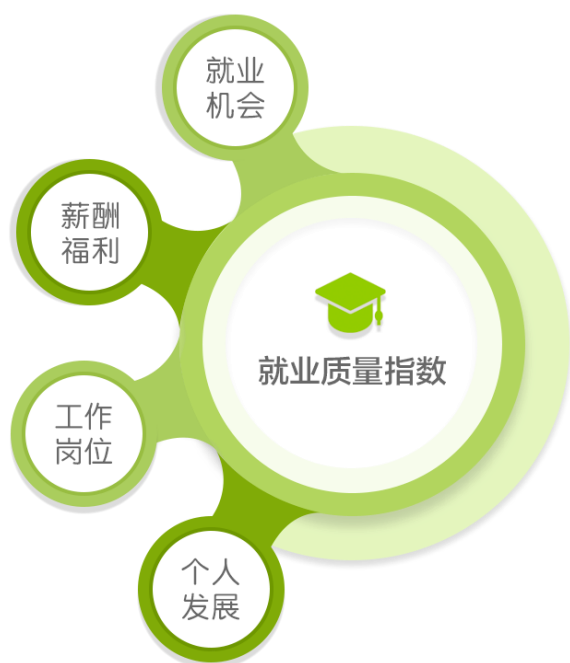 就业
机会
薪酬
福利
就业质量指数
工作
岗位
个人
发展